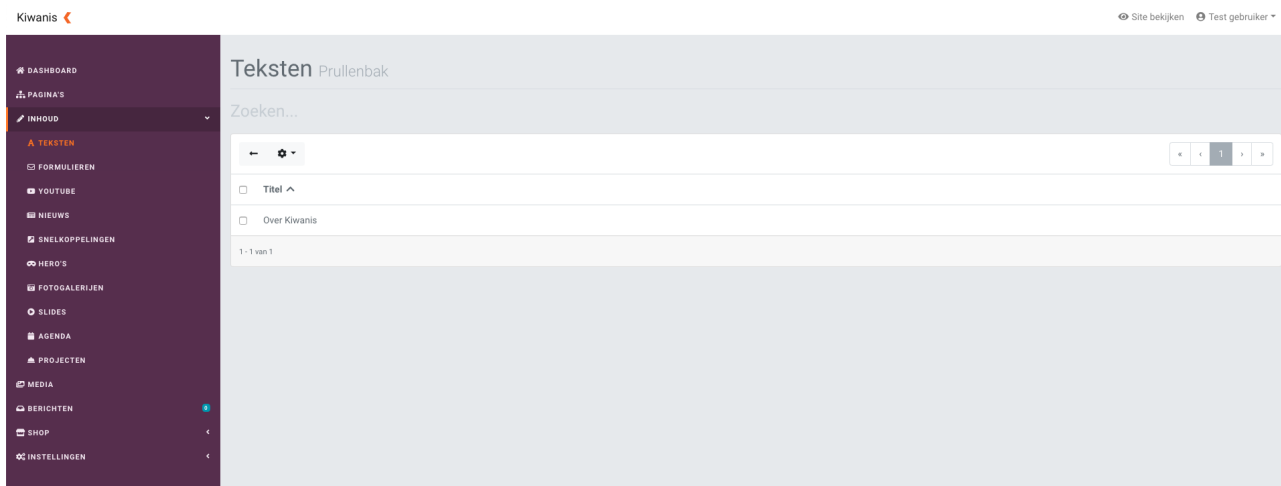 Kiwanis
Site bekijken Test gebruiker
DASHBOARD
PAGINA'S
INHOUD
TEKSTEN
FORMULIEREN
YOUTUBE
NIEUWS
SNELKOPPELINGEN
HERO'S
FOTOGALERIJEN
SLIDES
AGENDA
PROJECTEN
MEDIA
BERICHTEN 0
SHOP
INSTELLINGEN
Teksten Prullenbak
Zoeken...
« ‹ 1 › »
Titel
Over Kiwanis
1 - 1 van 1